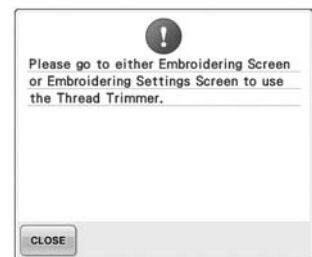 !
Please go to either Embroidering Screen
or Embroidering Settings Screen to use
the Thread Trimmer.
CLOSE